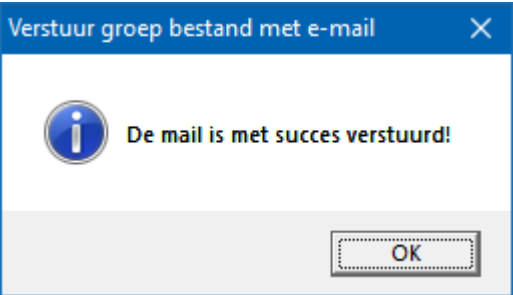 Verstuur groep bestand met e-mail
De mail is met succes verstuurd!
OK